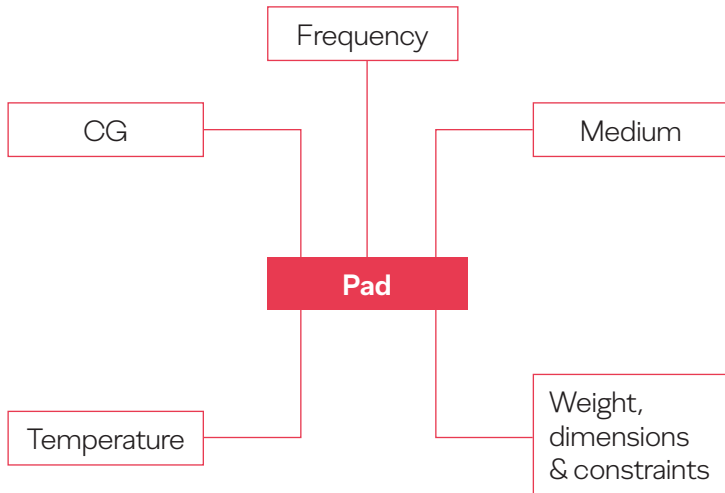 Frequency
CG
Medium
Pad
Temperature
Weight,
dimensions
& constraints